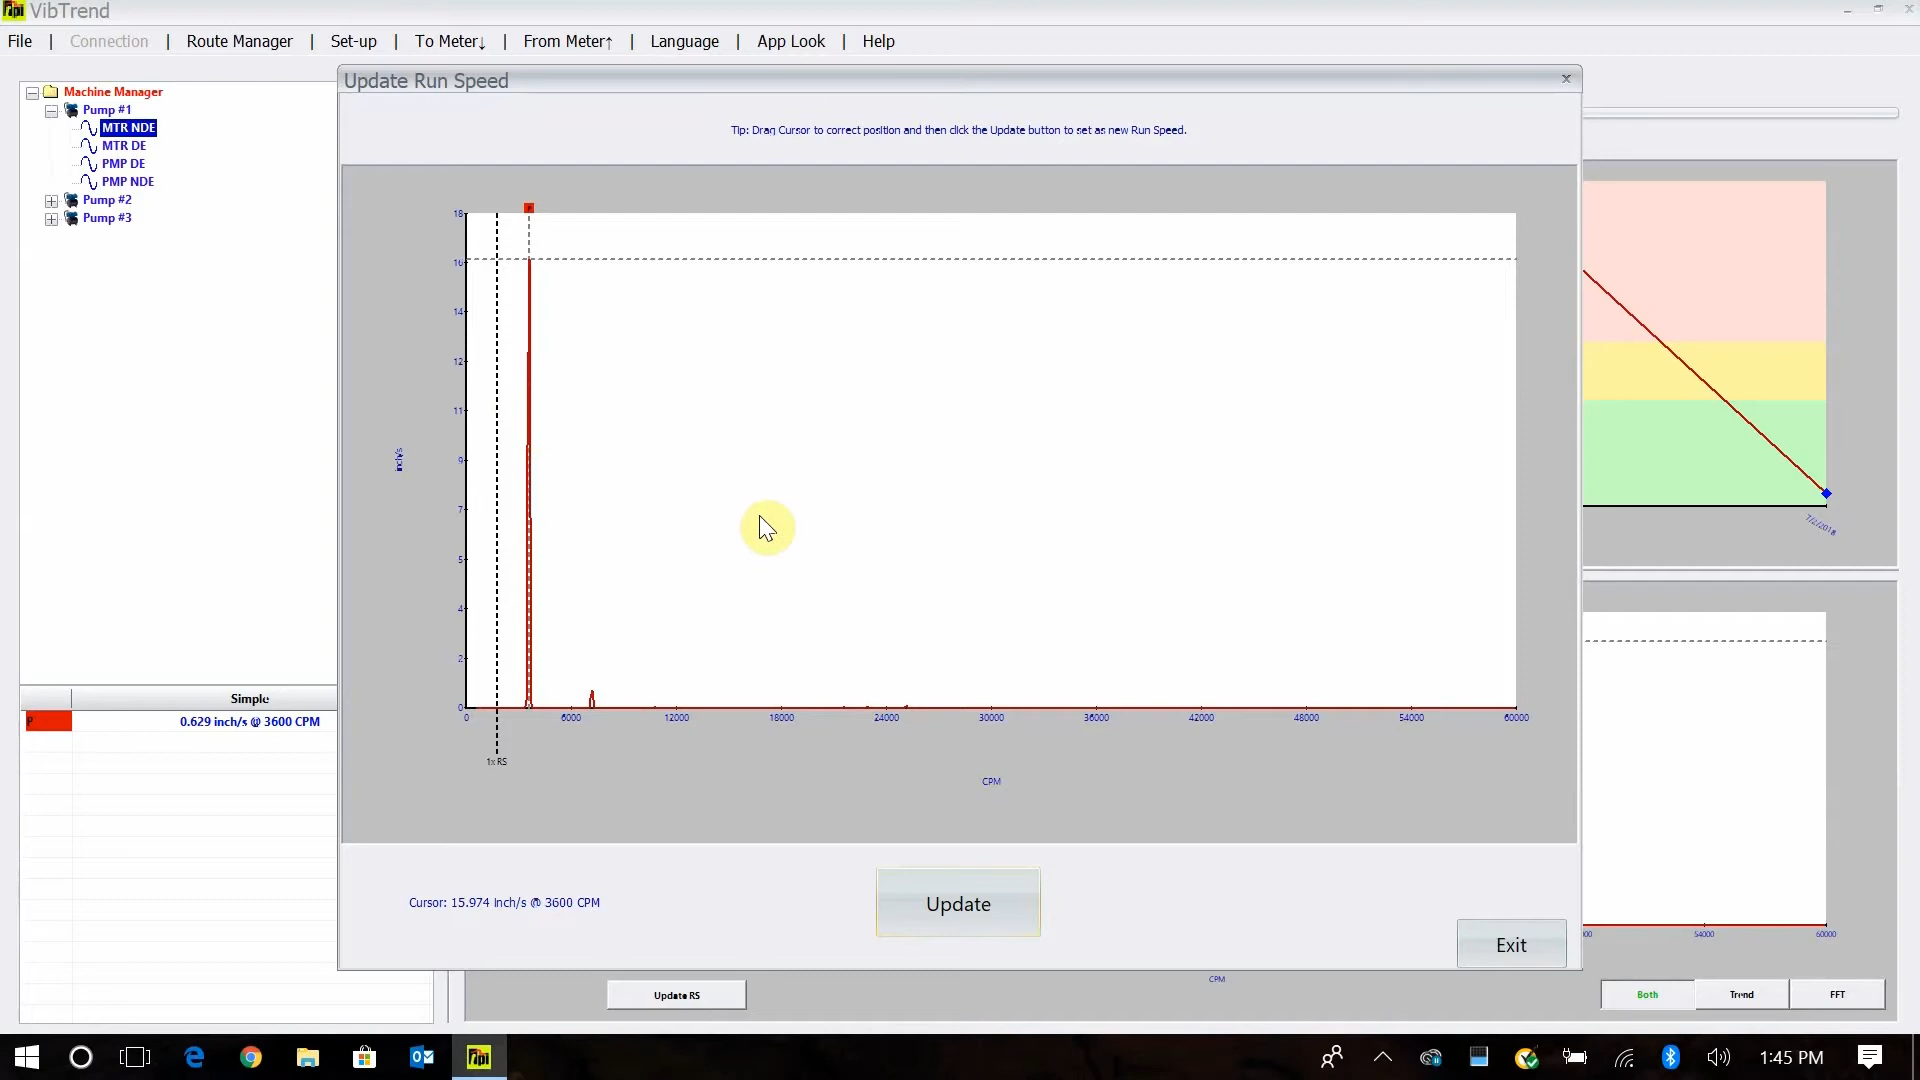 VibTrend
File | Connection | Route Manager | Set-up | To Meter↓ | From Meter↑ | Language | App Look | Help
Update Run Speed
Tip: Drag Cursor to correct position and then click the Update button to set as new Run Speed.
Machine Manager
Pump #1
MTR NDE
MTR DE
PMP DE
PMP NDE
Pump #2
Pump #3
18
16
14
12
11
9
7
5
4
2
0
inch/s
0 6000 12000 18000 24000 30000 36000 42000 48000 54000 60000
1x RS
CPM
7/2/2018
Simple
P 0.629 inch/s @ 3600 CPM
Cursor: 15.974 inch/s @ 3600 CPM
Update
Exit
54000 60000
CPM
Update RS
Both Trend FFT
1:45 PM